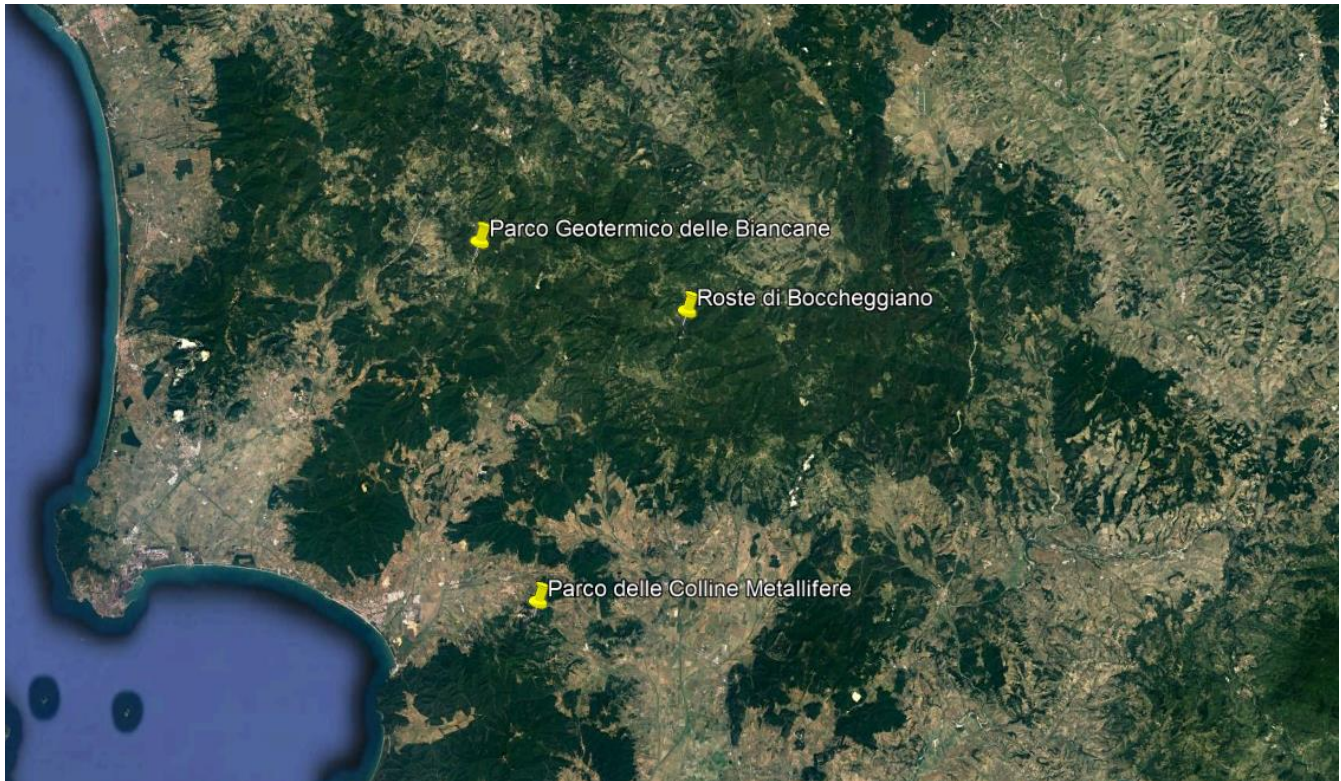 Parco Geotermico delle Biancane
Roste di Boccheggiano
Parco delle Colline Metallifere